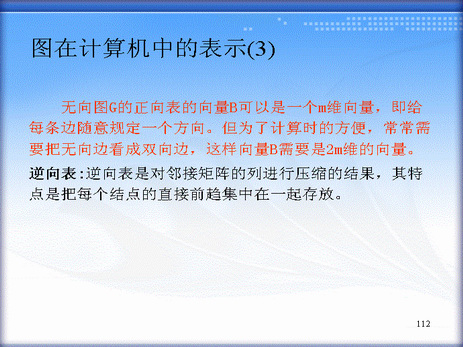 图在计算机中的表示(3)
无向图G的正向表的向量B可以是一个m维向量，即给
每条边随意规定一个方向。但为了计算时的方便，常常需
要把无向边看成双向边，这样向量B需要是2m维的向量。
逆向表:逆向表是对邻接矩阵的列进行压缩的结果，其特
点是把每个结点的直接前趋集中在一起存放。
112